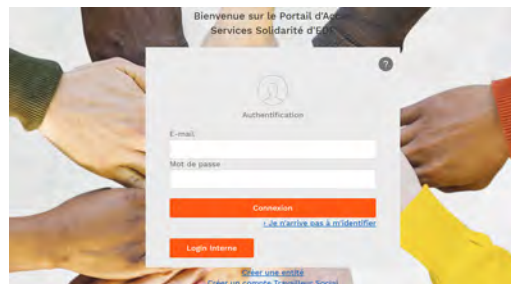 Bienvenue sur le Portail d'Accès
Services Solidarité d'EDF
?
Authentification
E-mail
Mot de passe
Connexion
› Je n'arrive pas à m'identifier
Login Interne
Créer une entité
Créer un compte Travailleur Social